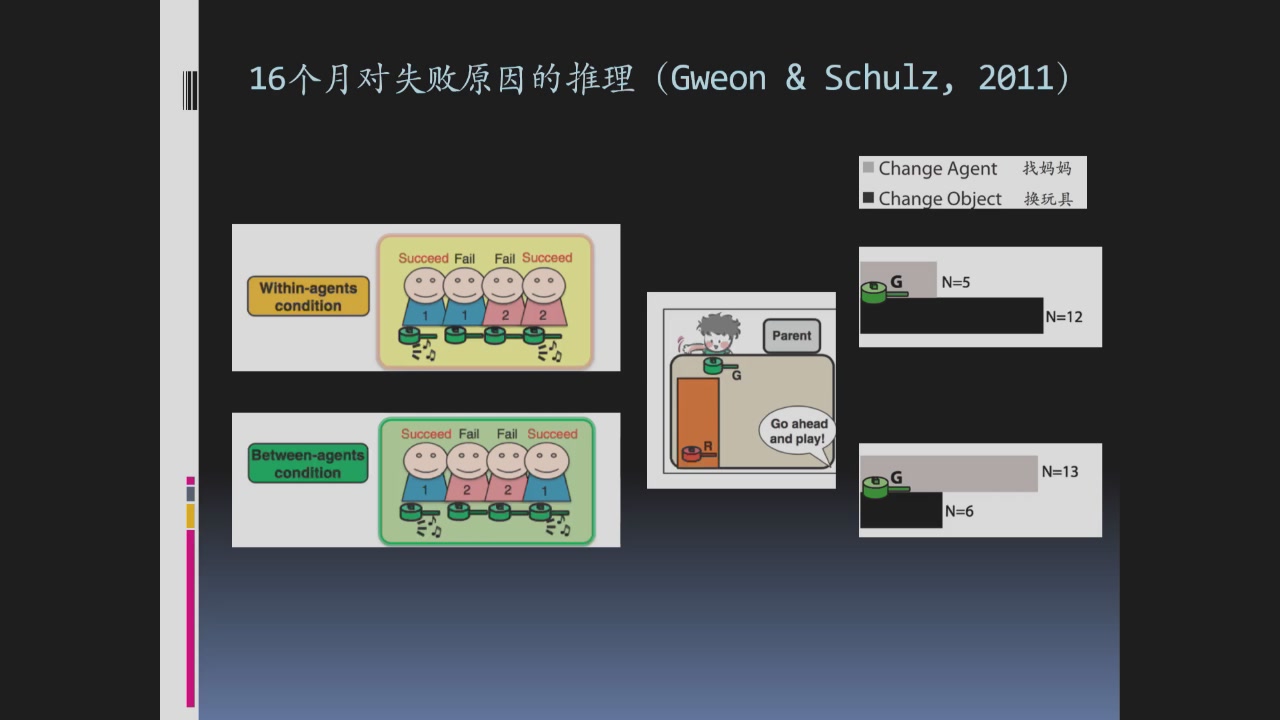 16个月对失败原因的推理（Gweon & Schulz, 2011）
Change Agent 找妈妈
Change Object 换玩具
Within-agents
condition
Succeed Fail Fail Succeed
1 1 2 2
G N=5
N=12
Parent
G
Go ahead
and play!
R
Between-agents
condition
Succeed Fail Fail Succeed
1 2 2 1
G N=13
N=6